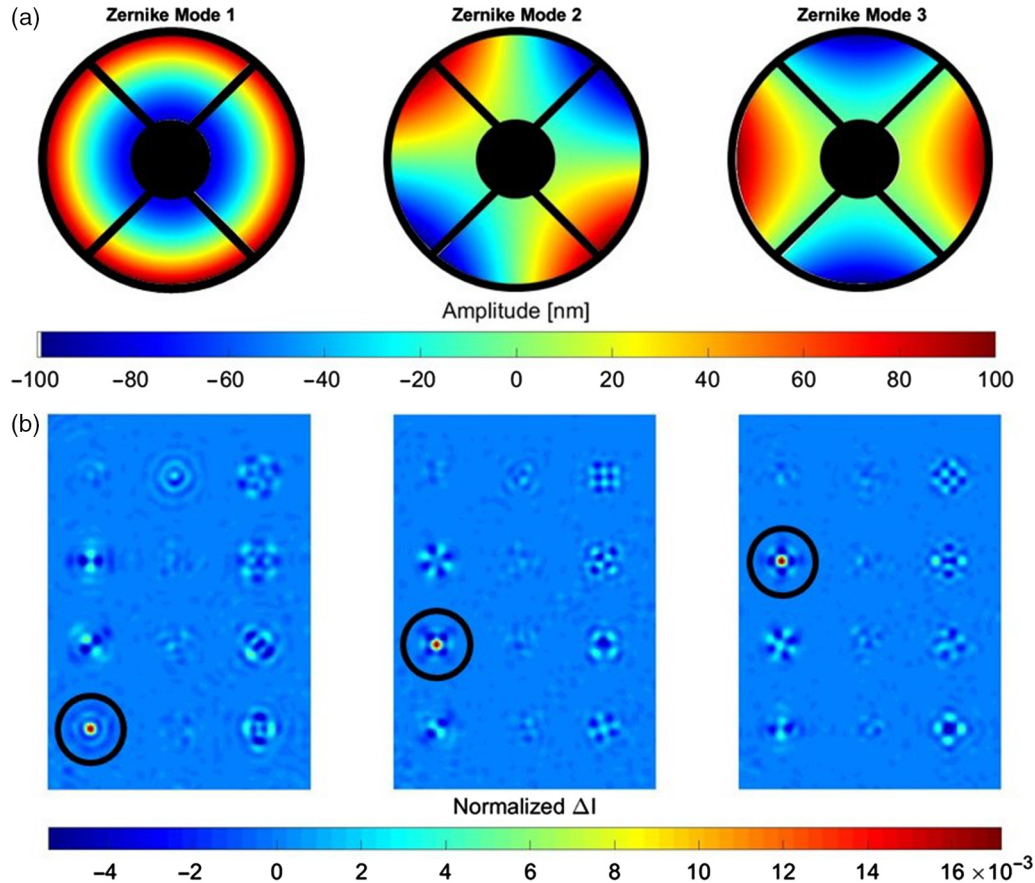 (a)
Zernike Mode 1 Zernike Mode 2 Zernike Mode 3
Amplitude [nm]
−100 −80 −60 −40 −20 0 20 40 60 80 100
(b)
Normalized ΔI
−4 −2 0 2 4 6 8 10 12 14 16 ×10⁻³